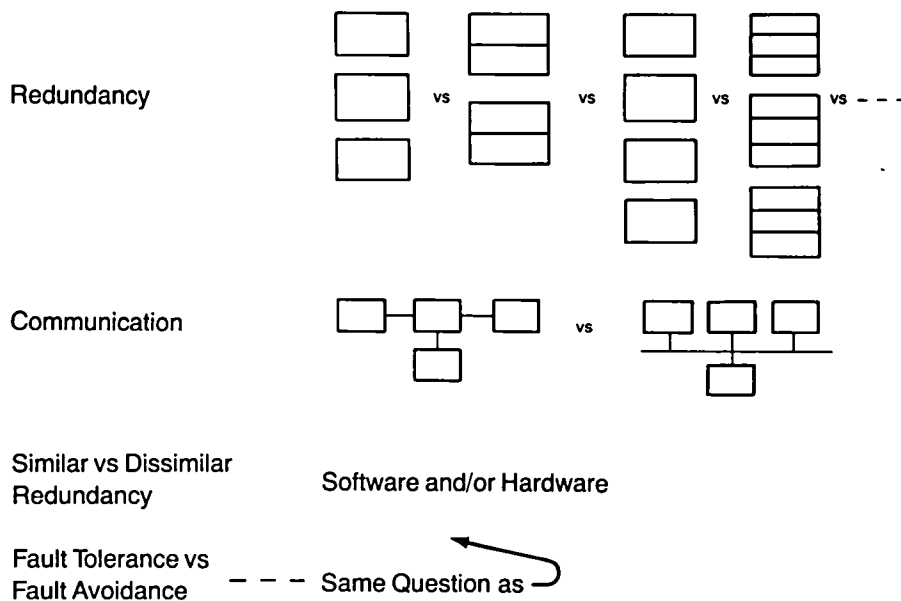 Redundancy
vs
vs
vs
vs
Communication
vs
Similar vs Dissimilar
Redundancy
Software and/or Hardware
Fault Tolerance vs
Fault Avoidance
Same Question as